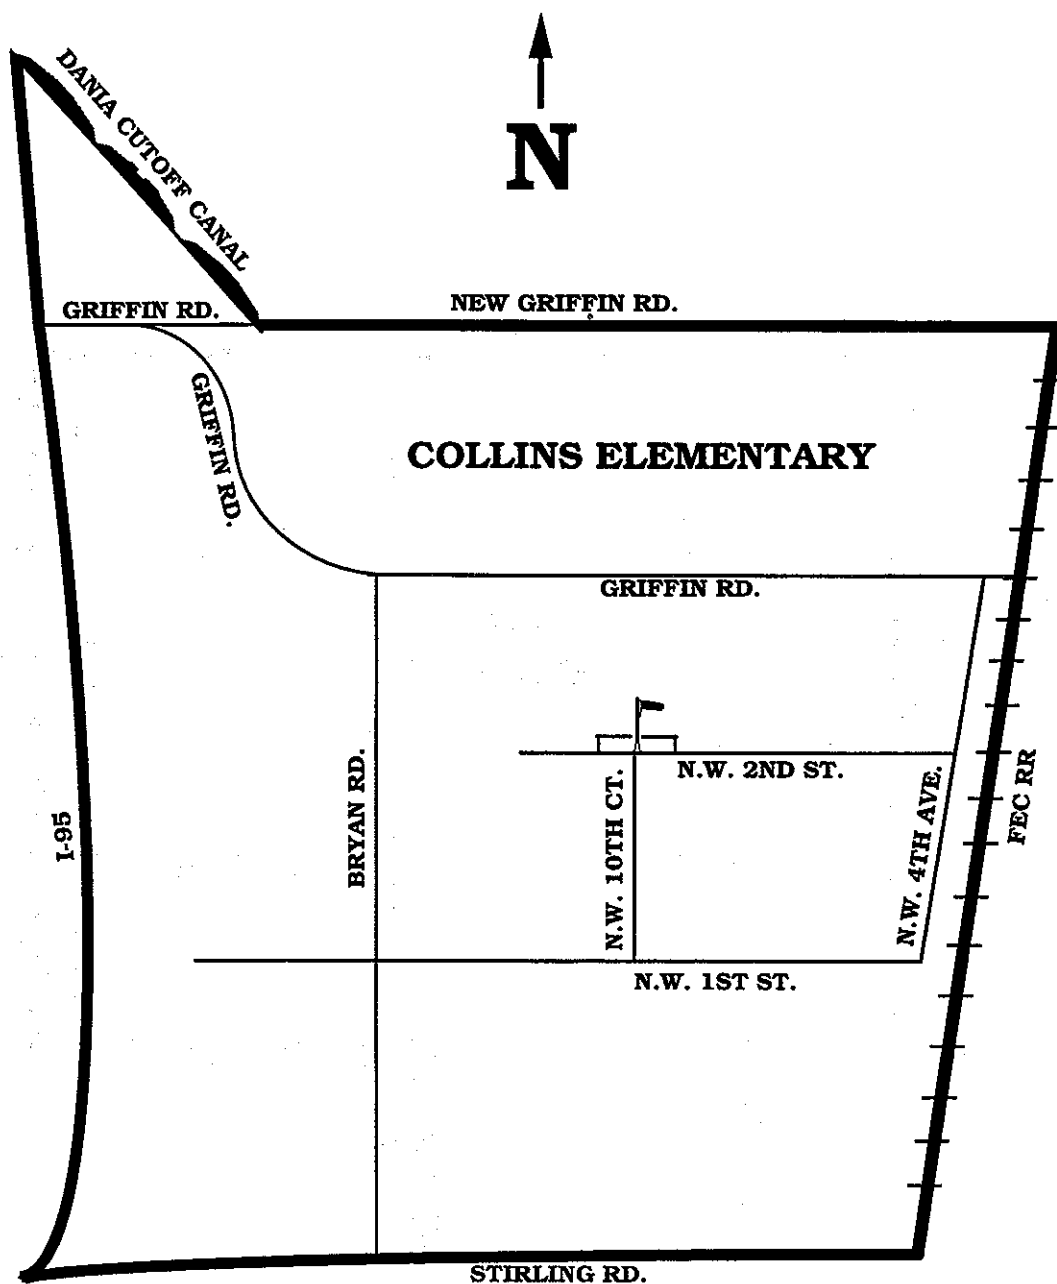 DANIA CUTOFF CANAL
N
GRIFFIN RD.
NEW GRIFFIN RD.
GRIFFIN RD.
COLLINS ELEMENTARY
GRIFFIN RD.
N.W. 2ND ST.
I-95
BRYAN RD.
N.W. 10TH CT.
N.W. 4TH AVE.
FEC RR
N.W. 1ST ST.
STIRLING RD.